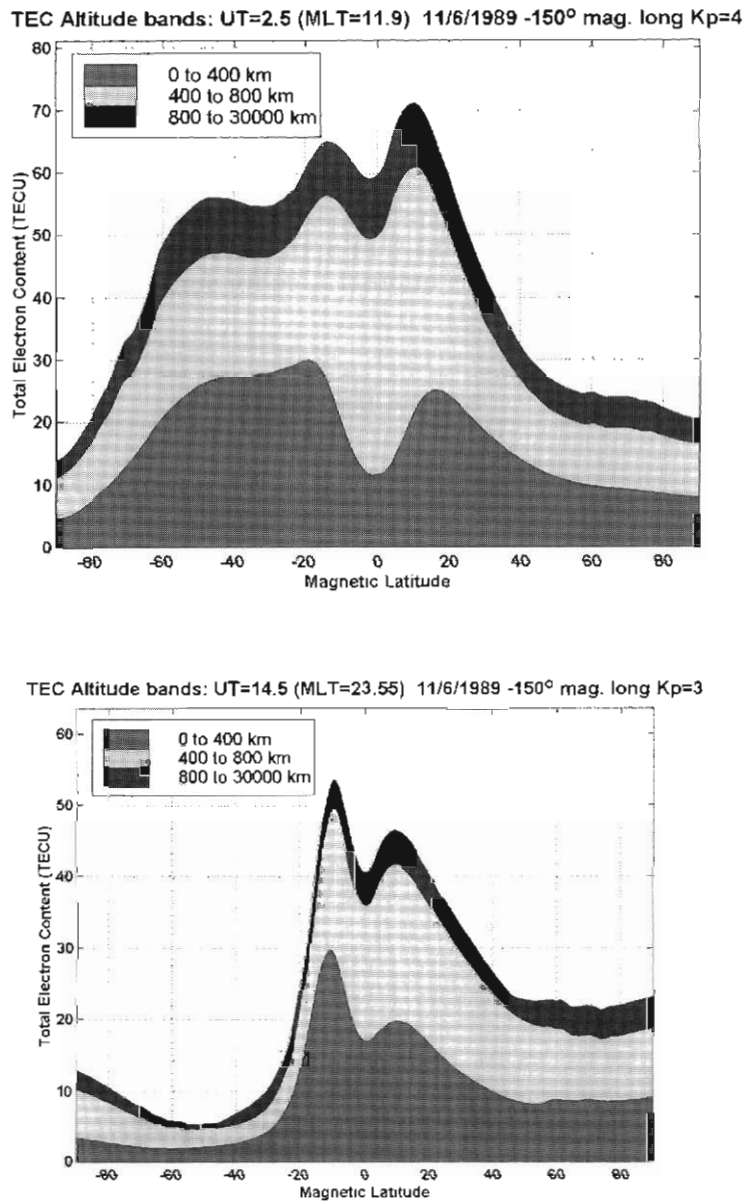 TEC Altitude bands: UT=2.5 (MLT=11.9) 11/6/1989 -150° mag. long Kp=4
0 to 400 km
400 to 800 km
800 to 30000 km
80
70
60
50
40
30
20
10
0
Total Electron Content (TECU)
-80 -60 -40 -20 0 20 40 60 80
Magnetic Latitude
TEC Altitude bands: UT=14.5 (MLT=23.55) 11/6/1989 -150° mag. long Kp=3
0 to 400 km
400 to 800 km
800 to 30000 km
60
50
40
30
20
10
0
Total Electron Content (TECU)
-80 -60 -40 -20 0 20 40 60 80
Magnetic Latitude